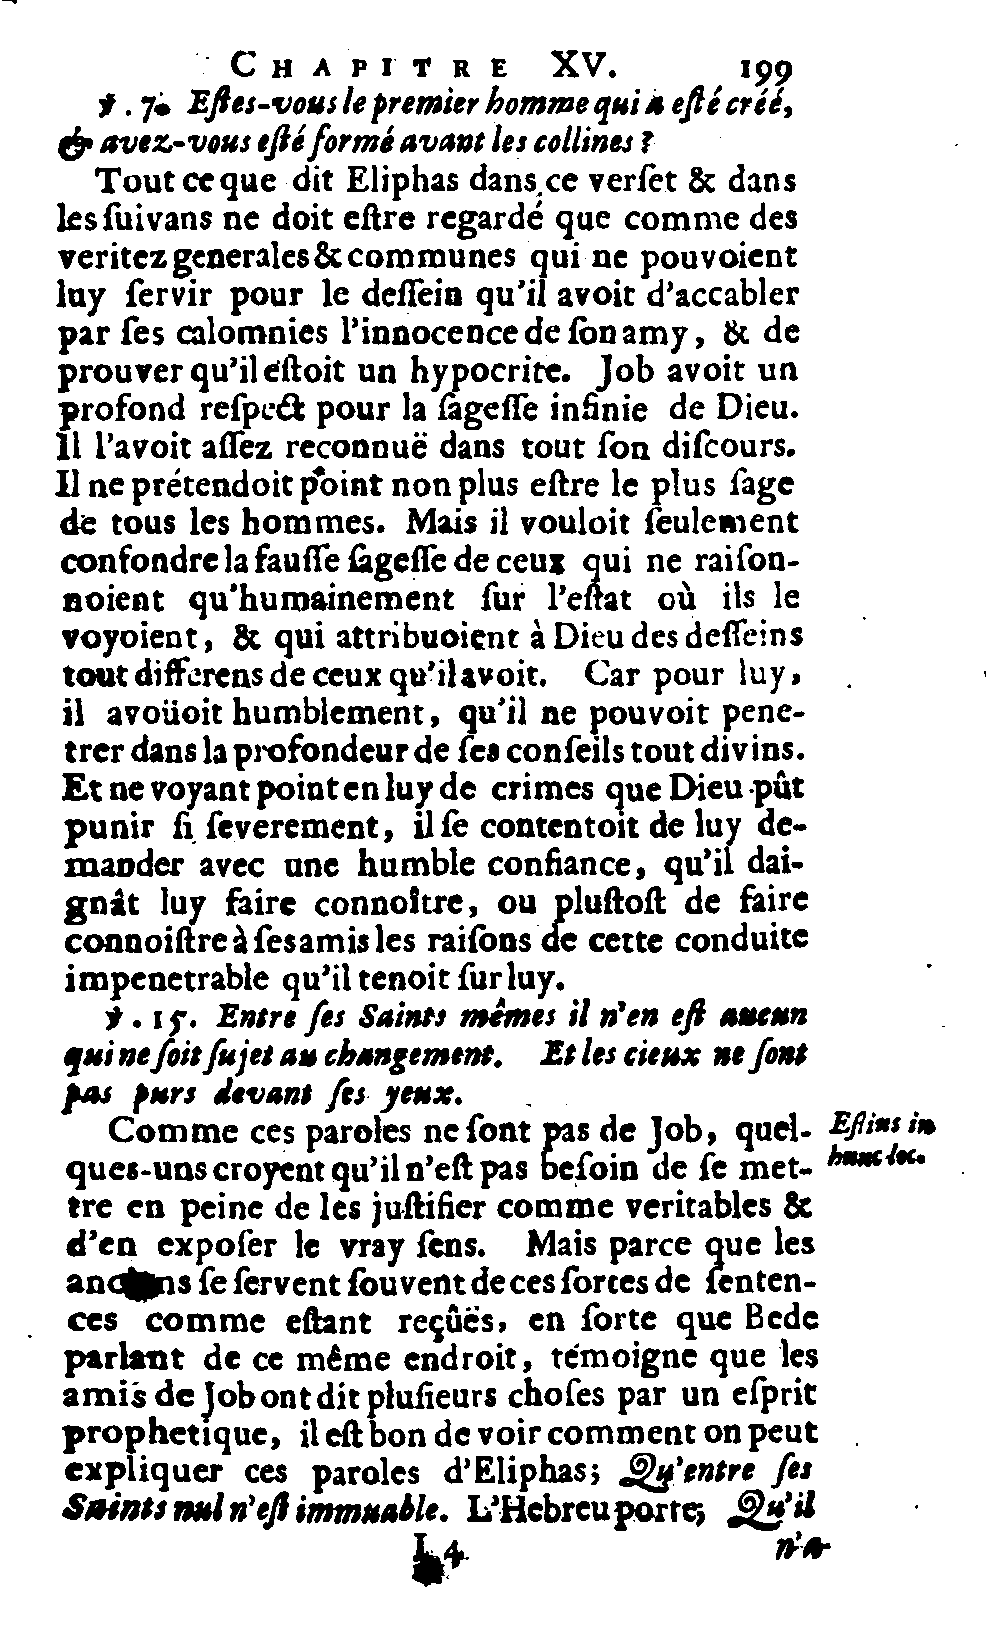 CHAPITRE XV. 199
℣. 7. Eſtes-vous le premier homme qui a eſté créé,
& avez-vous eſté formé avant les collines?
Tout ce que dit Eliphas dans ce verſet & dans
les ſuivans ne doit eſtre regardé que comme des
veritez generales & communes qui ne pouvoient
luy ſervir pour le deſſein qu'il avoit d'accabler
par ſes calomnies l'innocence de ſon amy, & de
prouver qu'il eſtoit un hypocrite. Job avoit un
profond reſpect pour la ſageſſe infinie de Dieu.
Il l'avoit aſſez reconnuë dans tout ſon diſcours.
Il ne prétendoit point non plus eſtre le plus ſage
de tous les hommes. Mais il vouloit ſeulement
confondre la fauſſe ſageſſe de ceux qui ne raiſon-
noient qu'humainement ſur l'eſtat où ils le
voyoient, & qui attribuoient à Dieu des deſſeins
tout differens de ceux qu'il avoit. Car pour luy,
il avoüoit humblement, qu'il ne pouvoit pene-
trer dans la profondeur de ſes conſeils tout divins.
Et ne voyant point en luy de crimes que Dieu pût
punir ſi ſeverement, il ſe contentoit de luy de-
mander avec une humble confiance, qu'il dai-
gnât luy faire connoître, ou pluſtoſt de faire
connoiſtre à ſes amis les raiſons de cette conduite
impenetrable qu'il tenoit ſur luy.
℣. 15. Entre ſes Saints mêmes il n'en eſt aucun
qui ne ſoit ſujet au changement. Et les cieux ne ſont
pas purs devant ſes yeux.
Comme ces paroles ne ſont pas de Job, quel-
ques-uns croyent qu'il n'eſt pas beſoin de ſe met-
tre en peine de les juſtifier comme veritables &
d'en expoſer le vray ſens. Mais parce que les
anciens ſe ſervent ſouvent de ces ſortes de ſenten-
ces comme eſtant reçûës, en ſorte que Bede
parlant de ce même endroit, témoigne que les
amis de Job ont dit pluſieurs choſes par un eſprit
prophetique, il eſt bon de voir comment on peut
expliquer ces paroles d'Eliphas; Qu'entre ſes
Saints nul n'eſt immuable. L'Hebreu porte; Qu'il
L 4 n'a
Eſtius in
hunc loc.